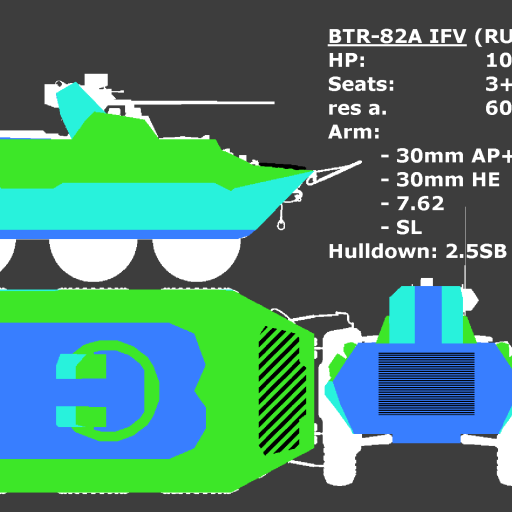 BTR-82A IFV (RU
HP: 10
Seats: 3+
res a. 60
Arm:
- 30mm AP+
- 30mm HE
- 7.62
- SL
Hulldown: 2.5SB